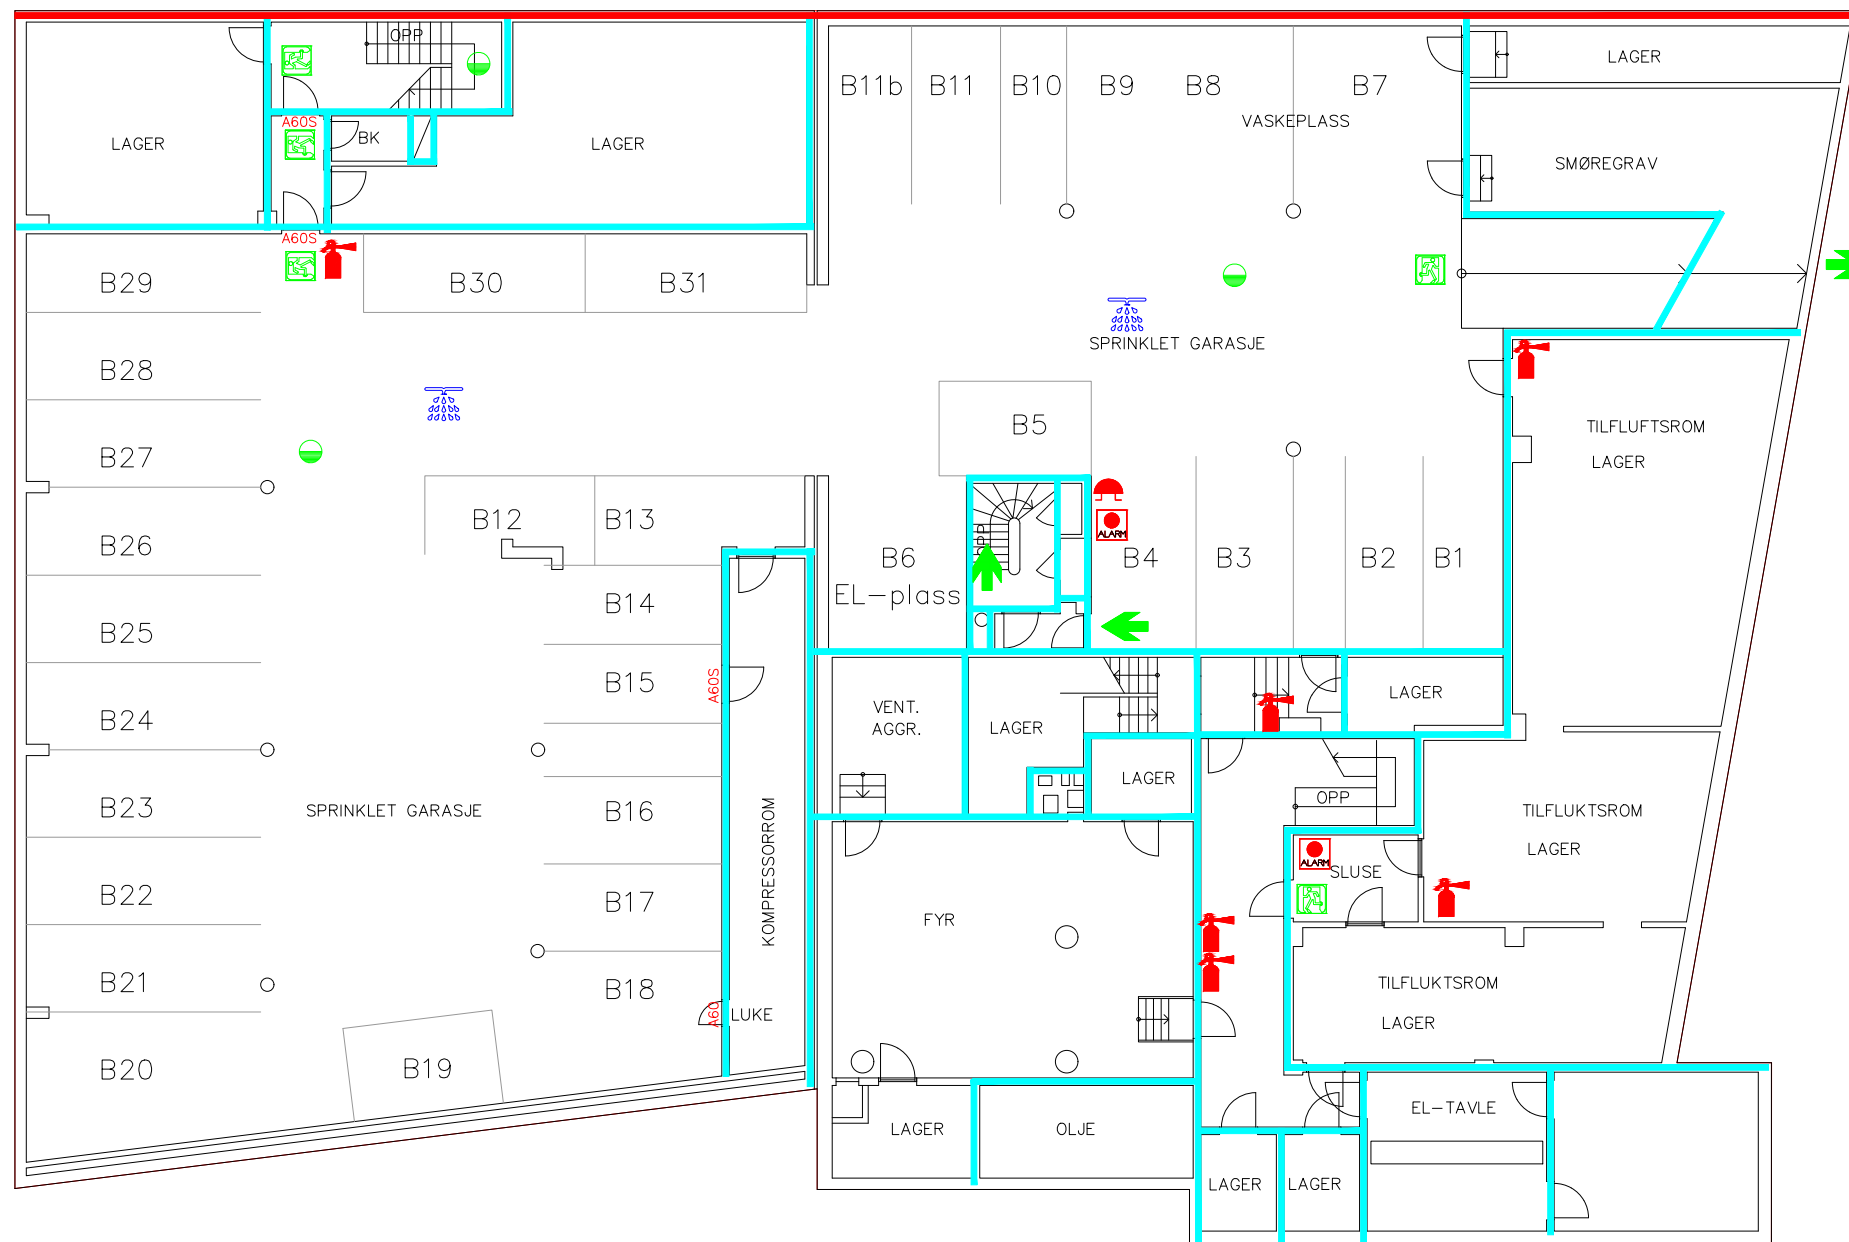 OPP
LAGER
A60S
BK
LAGER
A60S
B11b
B11
B10
B9
B8
B7
VASKEPLASS
LAGER
SMØREGRAV
B29
B30
B31
B28
B27
B26
B25
B24
B23
B22
B21
B20
B19
SPRINKLET GARASJE
SPRINKLET GARASJE
B5
B12
B13
B14
B15
B16
B17
B18
A60S
A60
LUKE
KOMPRESSORROM
B6
EL-plass
OPP
ALARM
B4
B3
B2
B1
TILFLUFTSROM
LAGER
VENT.
AGGR.
LAGER
LAGER
LAGER
OPP
ALARM
SLUSE
TILFLUKTSROM
LAGER
FYR
TILFLUKTSROM
LAGER
LAGER
OLJE
EL-TAVLE
LAGER
LAGER